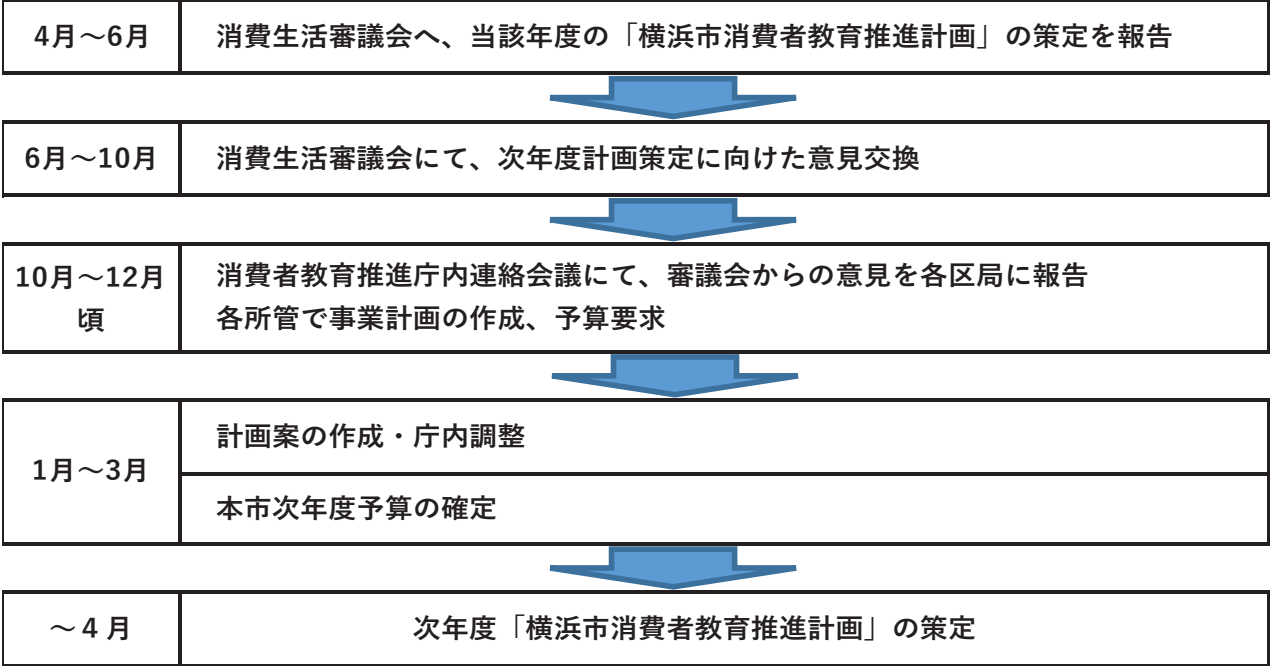 4月～6月
消費生活審議会へ、当該年度の「横浜市消費者教育推進計画」の策定を報告
6月～10月
消費生活審議会にて、次年度計画策定に向けた意見交換
10月～12月
頃
消費者教育推進庁内連絡会議にて、審議会からの意見を各区局に報告
各所管で事業計画の作成、予算要求
1月～3月
計画案の作成・庁内調整
本市次年度予算の確定
～４月
次年度「横浜市消費者教育推進計画」の策定